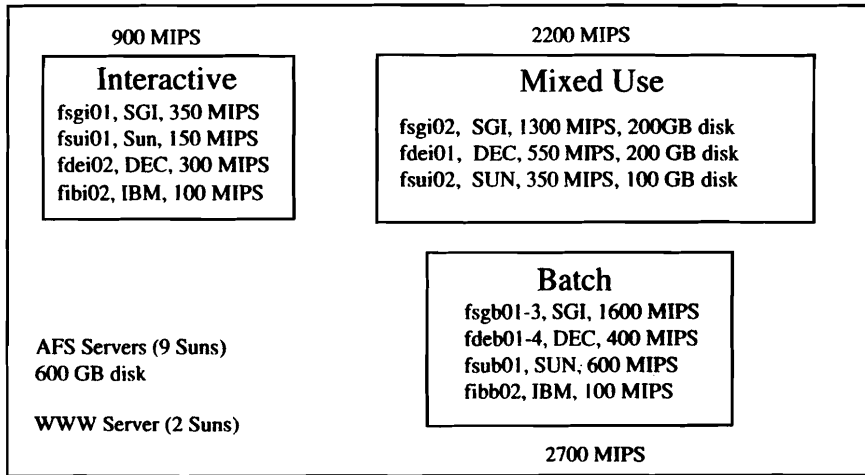 900 MIPS
Interactive
fsgi01, SGI, 350 MIPS
fsui01, Sun, 150 MIPS
fdei02, DEC, 300 MIPS
fibi02, IBM, 100 MIPS
2200 MIPS
Mixed Use
fsgi02, SGI, 1300 MIPS, 200GB disk
fdei01, DEC, 550 MIPS, 200 GB disk
fsui02, SUN, 350 MIPS, 100 GB disk
Batch
fsgb01-3, SGI, 1600 MIPS
fdeb01-4, DEC, 400 MIPS
fsub01, SUN, 600 MIPS
fibb02, IBM, 100 MIPS
2700 MIPS
AFS Servers (9 Suns)
600 GB disk
WWW Server (2 Suns)